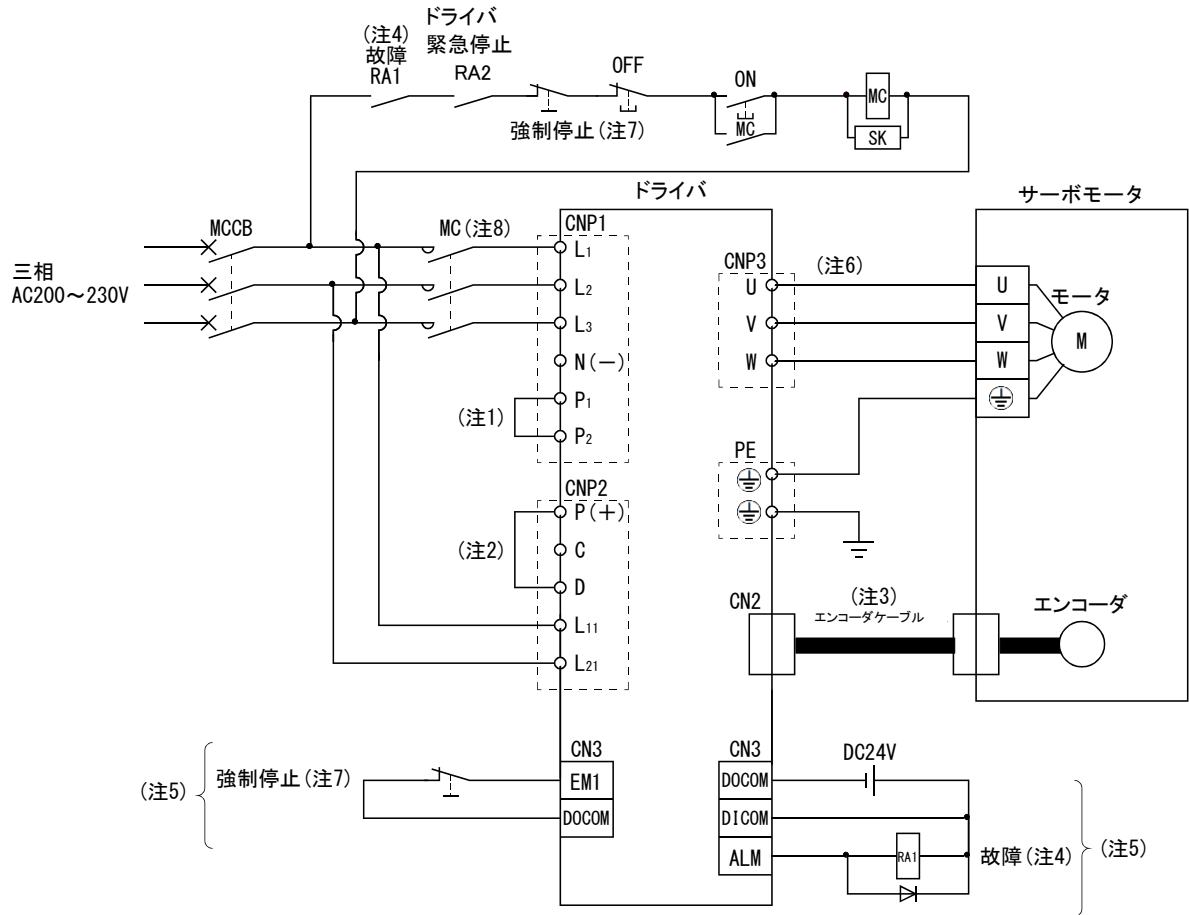 (注4)
故障
RA1
ドライバ
緊急停止
RA2
OFF
ON
MC
強制停止(注7)
MC
SK
ドライバ
サーボモータ
MCCB
MC(注8)
三相
AC200～230V
CNP1
L₁
L₂
L₃
N(－)
P₁
P₂
(注1)
CNP2
P(＋)
C
D
L₁₁
L₂₁
(注2)
CNP3
U
V
W
(注6)
U
V
W
モータ
M
PE
CN2
(注3)
エンコーダケーブル
エンコーダ
CN3
EM1
DOCOM
(注5)
強制停止(注7)
CN3
DOCOM
DICOM
ALM
DC24V
RA1
故障(注4)
(注5)